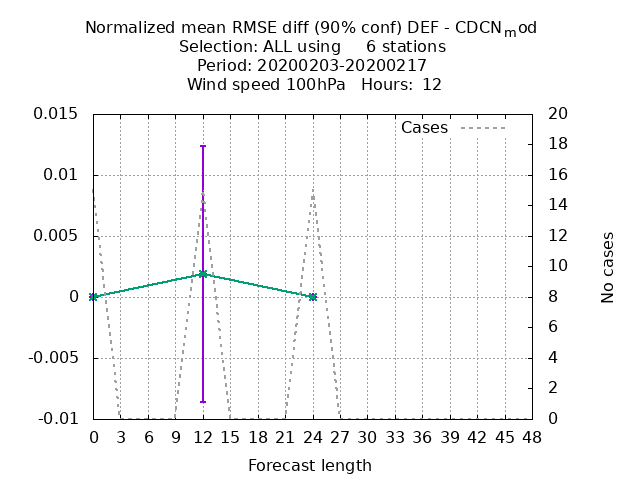 Normalized mean RMSE diff (90% conf) DEF - CDCN_mod
Selection: ALL using     6 stations
Period: 20200203-20200217
Wind speed 100hPa   Hours:  12
Cases
0.015
0.01
0.005
0
-0.005
-0.01
20
18
16
14
12
10
8
6
4
2
0
No cases
0 3 6 9 12 15 18 21 24 27 30 33 36 39 42 45 48
Forecast length